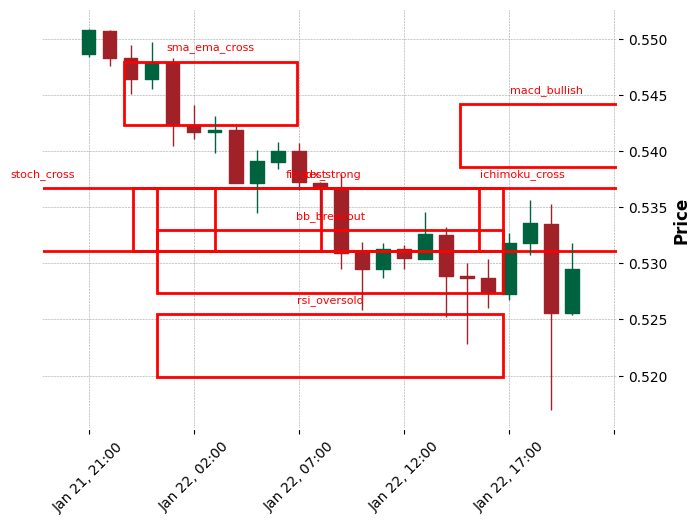 sma_ema_cross
macd_bullish
stoch_cross
ichimoku_cross
bb_breakout
rsi_oversold
0.550
0.545
0.540
0.535
0.530
0.525
0.520
Price
Jan 21, 21:00
Jan 22, 02:00
Jan 22, 07:00
Jan 22, 12:00
Jan 22, 17:00